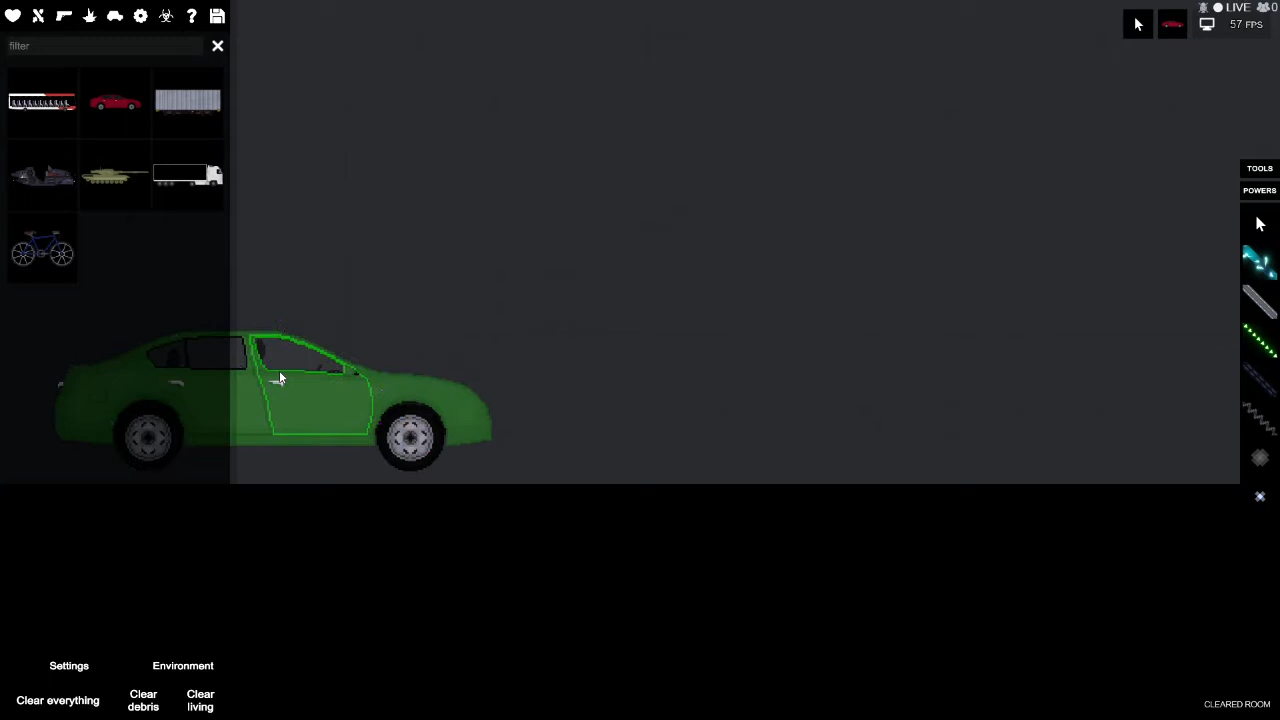 LIVE 0
57 FPS
filter
TOOLS
POWERS
Settings
Environment
Clear everything
Clear debris
Clear living
CLEARED ROOM